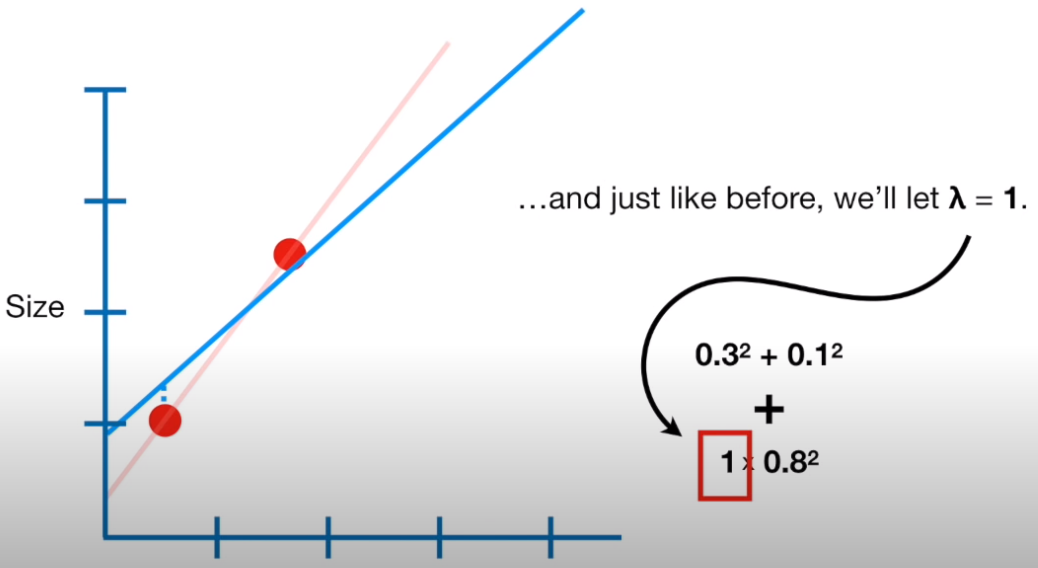 …and just like before, we’ll let λ = 1.
Size
0.3² + 0.1²
+
1 x 0.8²